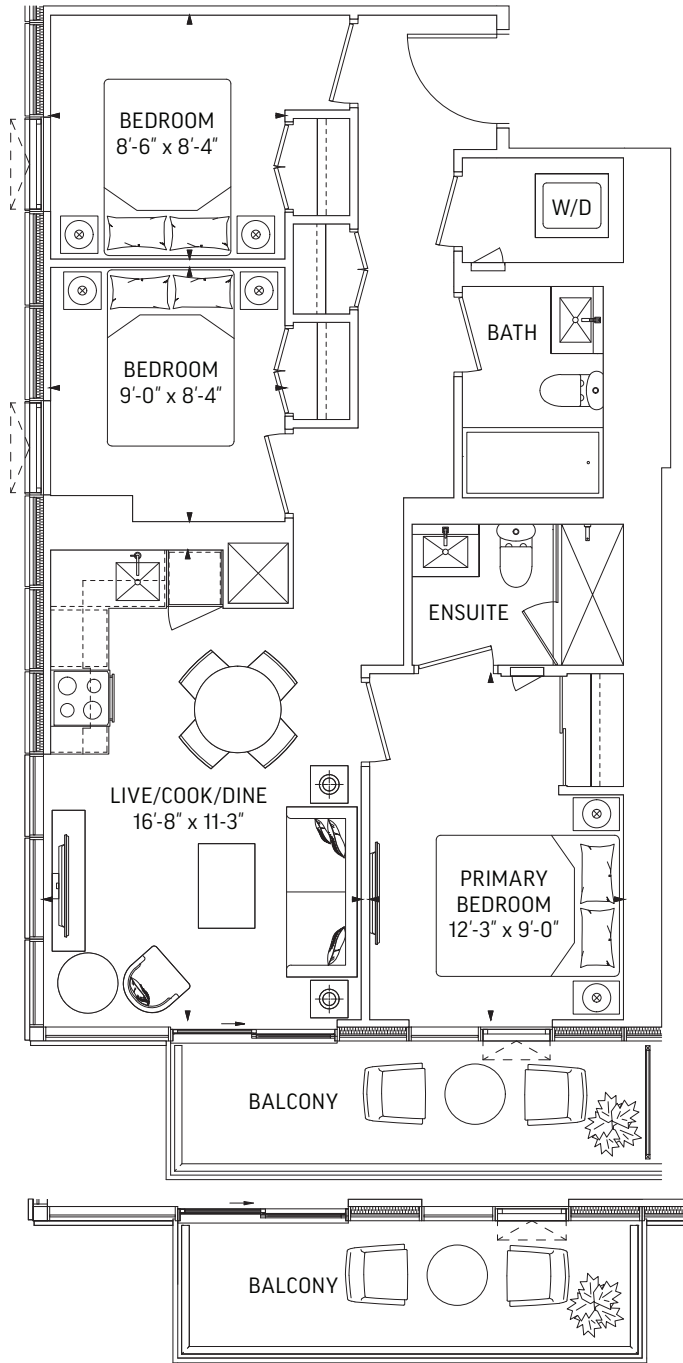 BEDROOM
8'-6" x 8'-4"
W/D
BATH
BEDROOM
9'-0" x 8'-4"
ENSUITE
LIVE/COOK/DINE
16'-8" x 11-3"
PRIMARY
BEDROOM
12'-3" x 9'-0"
BALCONY
BALCONY